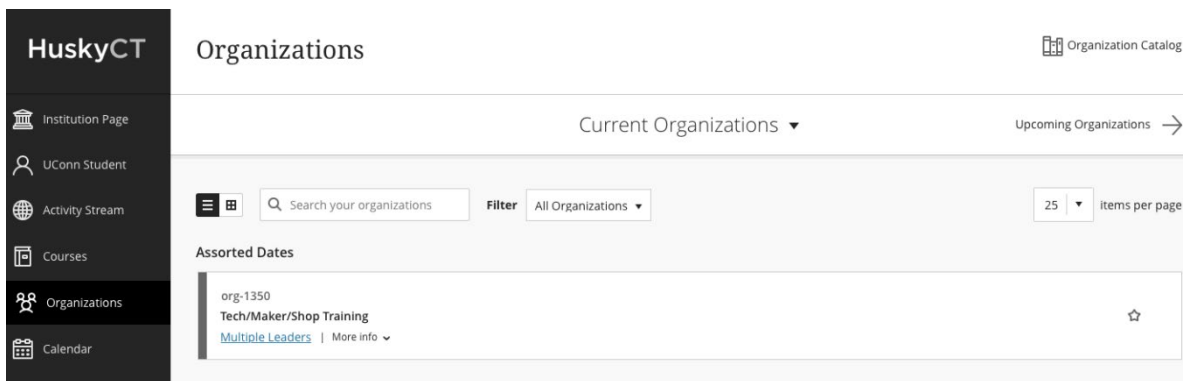 HuskyCT
Organizations
Organization Catalog
Institution Page
Current Organizations
Upcoming Organizations
UConn Student
Activity Stream
Search your organizations
Filter
All Organizations
25
items per page
Courses
Assorted Dates
Organizations
org-1350
Tech/Maker/Shop Training
Multiple Leaders | More info
Calendar